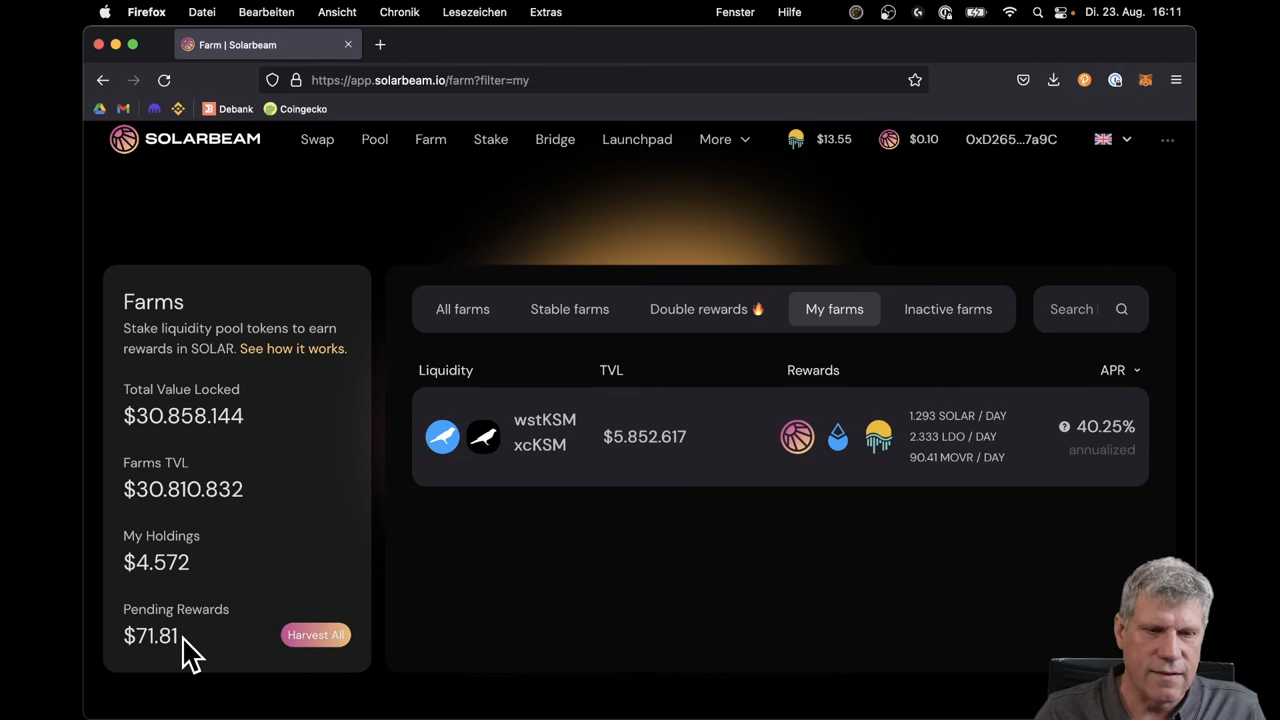 Firefox Datei Bearbeiten Ansicht Chronik Lesezeichen Extras Fenster Hilfe Di. 23. Aug. 16:11
Farm | Solarbeam
https://app.solarbeam.io/farm?filter=my
Debank Coingecko
SOLARBEAM Swap Pool Farm Stake Bridge Launchpad More $13.55 $0.10 0xD265...7a9C
Farms
Stake liquidity pool tokens to earn
rewards in SOLAR. See how it works.
Total Value Locked
$30.858.144
Farms TVL
$30.810.832
My Holdings
$4.572
Pending Rewards
$71.81 Harvest All
All farms Stable farms Double rewards 🔥 My farms Inactive farms Search
Liquidity TVL Rewards APR
wstKSM
xcKSM
$5.852.617
1.293 SOLAR / DAY
2.333 LDO / DAY
90.41 MOVR / DAY
40.25%
annualized